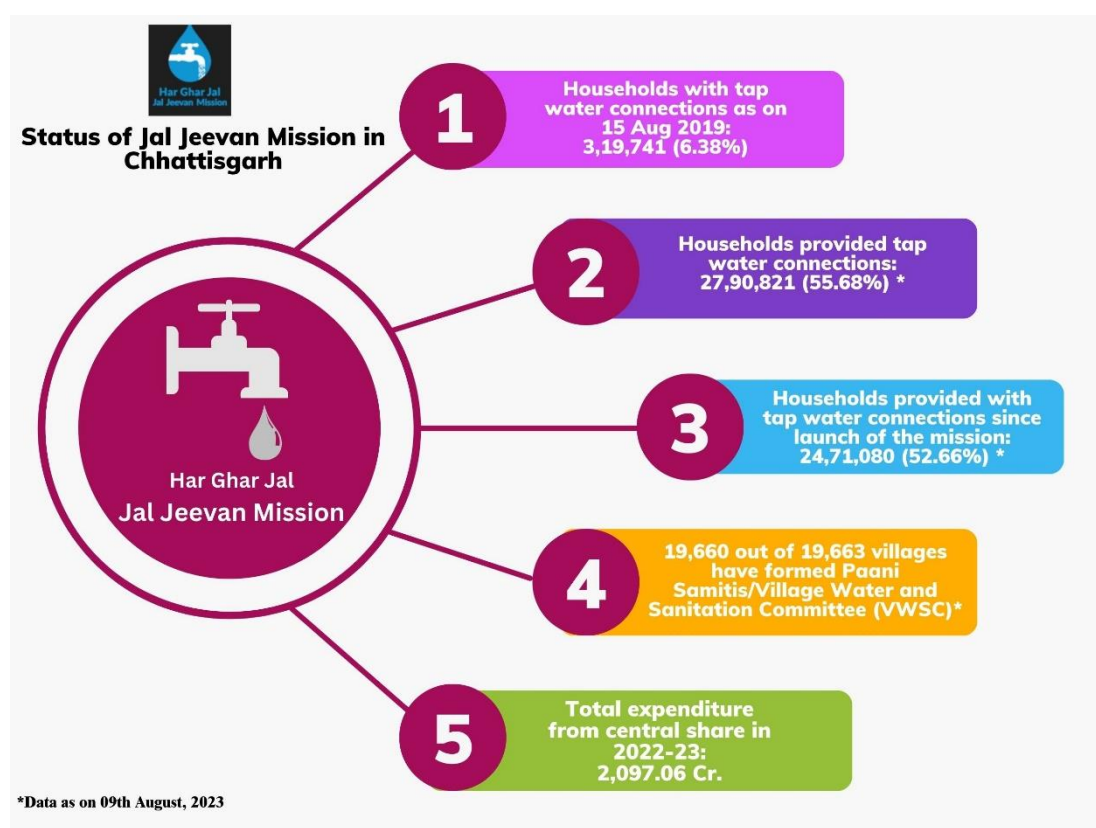 Har Ghar Jal
Jal Jeevan Mission
Status of Jal Jeevan Mission in
Chhattisgarh
1
Households with tap
water connections as on
15 Aug 2019:
3,19,741 (6.38%)
2
Households provided tap
water connections:
27,90,821 (55.68%) *
3
Households provided with
tap water connections since
launch of the mission:
24,71,080 (52.66%) *
Har Ghar Jal
Jal Jeevan Mission
4
19,660 out of 19,663 villages
have formed Paani
Samitis/Village Water and
Sanitation Committee (VWSC)*
5
Total expenditure
from central share in
2022-23:
2,097.06 Cr.
*Data as on 09th August, 2023